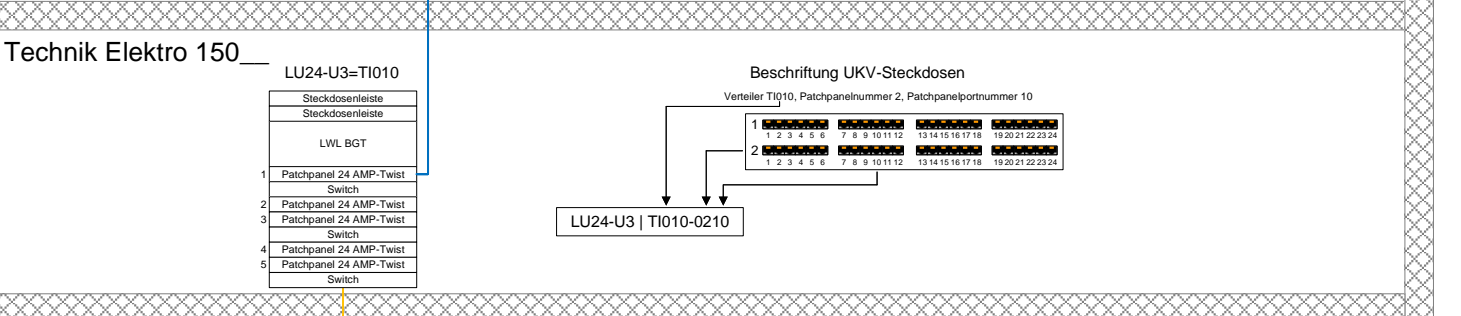 Technik Elektro 150__
LU24-U3=TI010
Steckdosenleiste
Steckdosenleiste
LWL BGT
1 Patchpanel 24 AMP-Twist
Switch
2 Patchpanel 24 AMP-Twist
3 Patchpanel 24 AMP-Twist
Switch
4 Patchpanel 24 AMP-Twist
5 Patchpanel 24 AMP-Twist
Switch
Beschriftung UKV-Steckdosen
Verteiler TI010, Patchpanelnummer 2, Patchpanelportnummer 10
1
1 2 3 4 5 6 7 8 9 10 11 12 13 14 15 16 17 18 19 20 21 22 23 24
2
1 2 3 4 5 6 7 8 9 10 11 12 13 14 15 16 17 18 19 20 21 22 23 24
LU24-U3 | TI010-0210